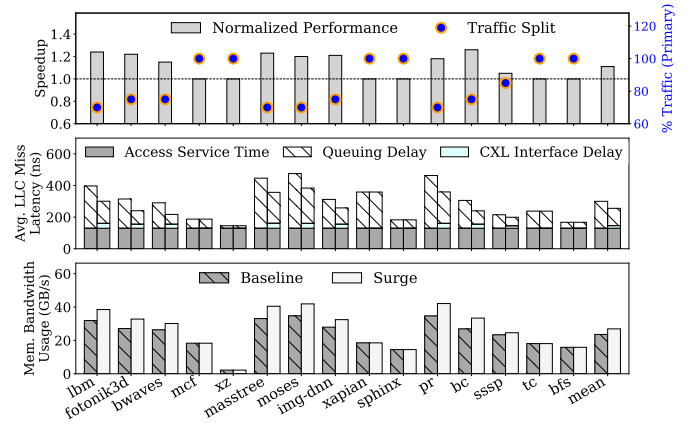 Normalized Performance
Traffic Split
Speedup
1.4
1.2
1.0
0.8
0.6
120
100
80
60
% Traffic (Primary)
Access Service Time
Queuing Delay
CXL Interface Delay
Avg. LLC Miss
Latency (ns)
600
400
200
0
Baseline
Surge
Mem. Bandwidth
Usage (GB/s)
60
40
20
0
lbm
fotonik3d
bwaves
mcf
xz
masstree
moses
img-dnn
xapian
sphinx
pr
bc
sssp
tc
bfs
mean